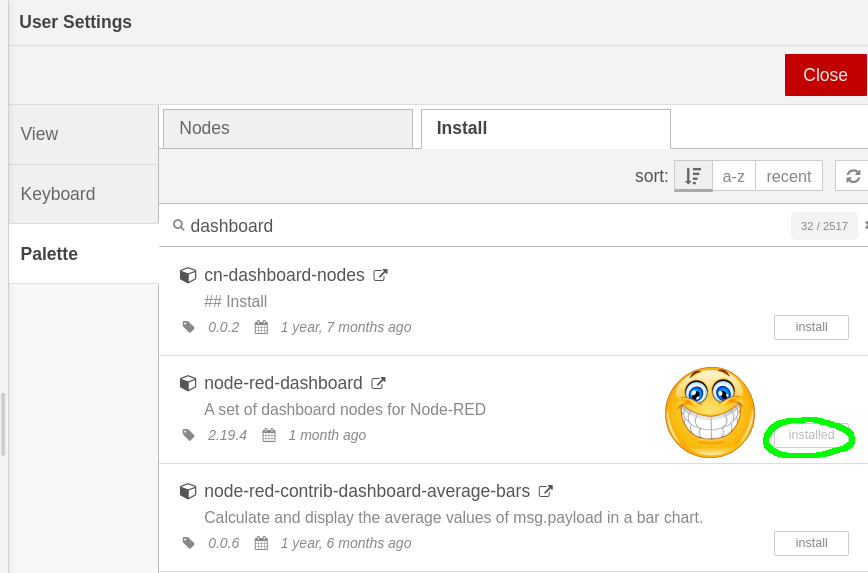 User Settings
Close
View
Keyboard
Palette
Nodes
Install
sort: a-z recent
dashboard 32 / 2517
cn-dashboard-nodes
## Install
0.0.2 1 year, 7 months ago install
node-red-dashboard
A set of dashboard nodes for Node-RED
2.19.4 1 month ago installed
node-red-contrib-dashboard-average-bars
Calculate and display the average values of msg.payload in a bar chart.
0.0.6 1 year, 6 months ago install